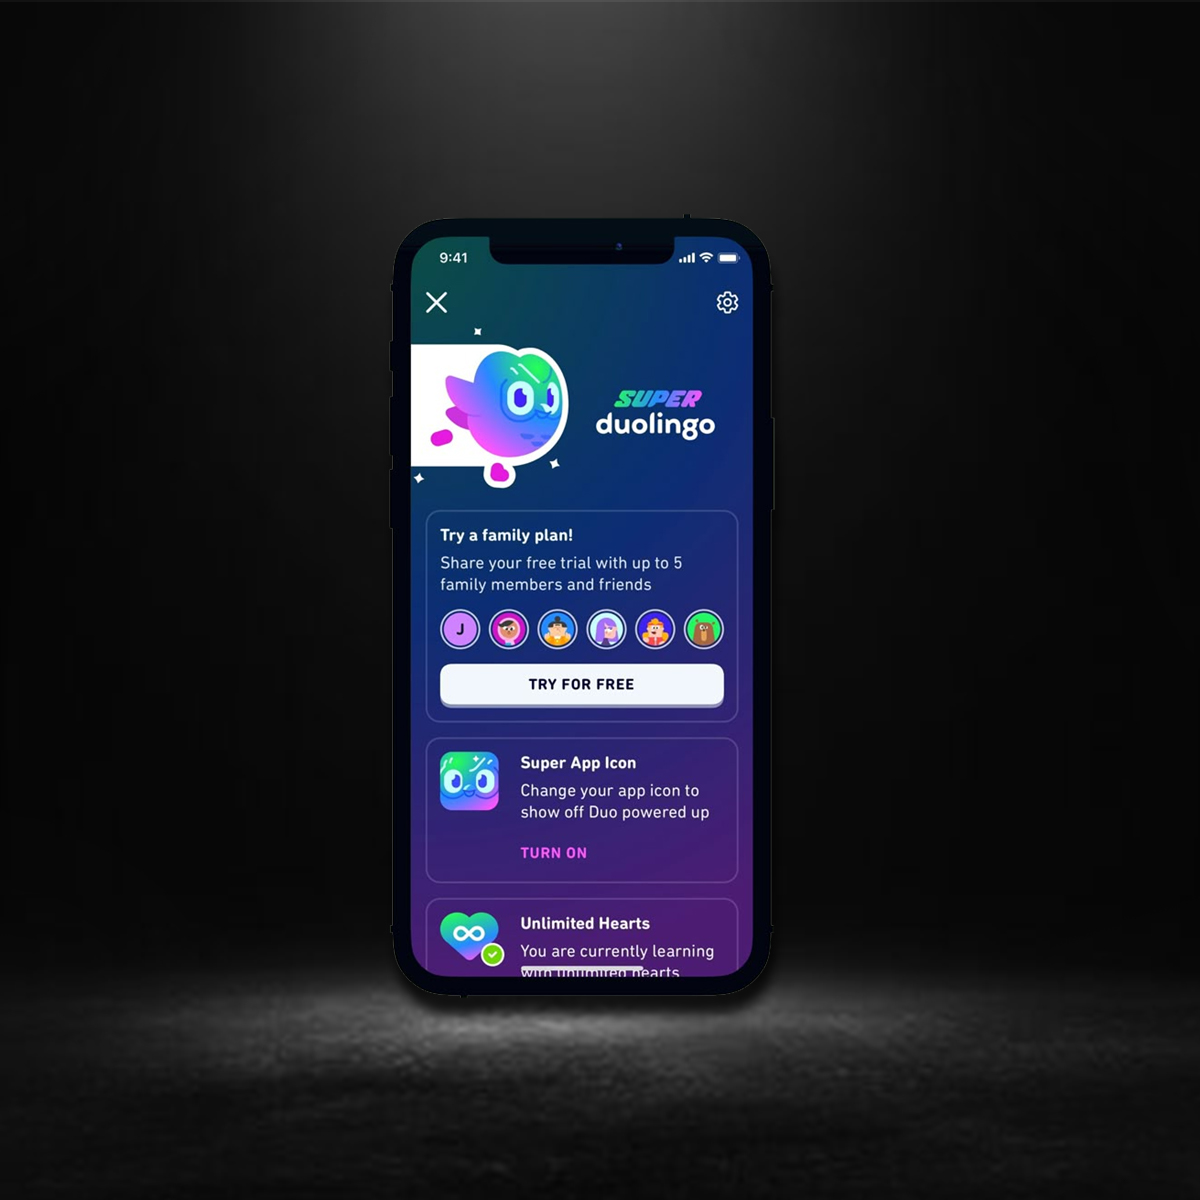 9:41
SUPER
duolingo
Try a family plan!
Share your free trial with up to 5
family members and friends
J
TRY FOR FREE
Super App Icon
Change your app icon to
show off Duo powered up
TURN ON
Unlimited Hearts
You are currently learning
with unlimited hearts